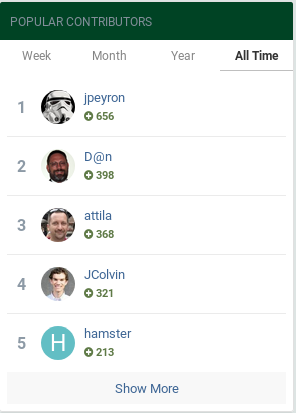 POPULAR CONTRIBUTORS
Week Month Year All Time
1 jpeyron
656
2 D@n
398
3 attila
368
4 JColvin
321
H
5 hamster
213
Show More